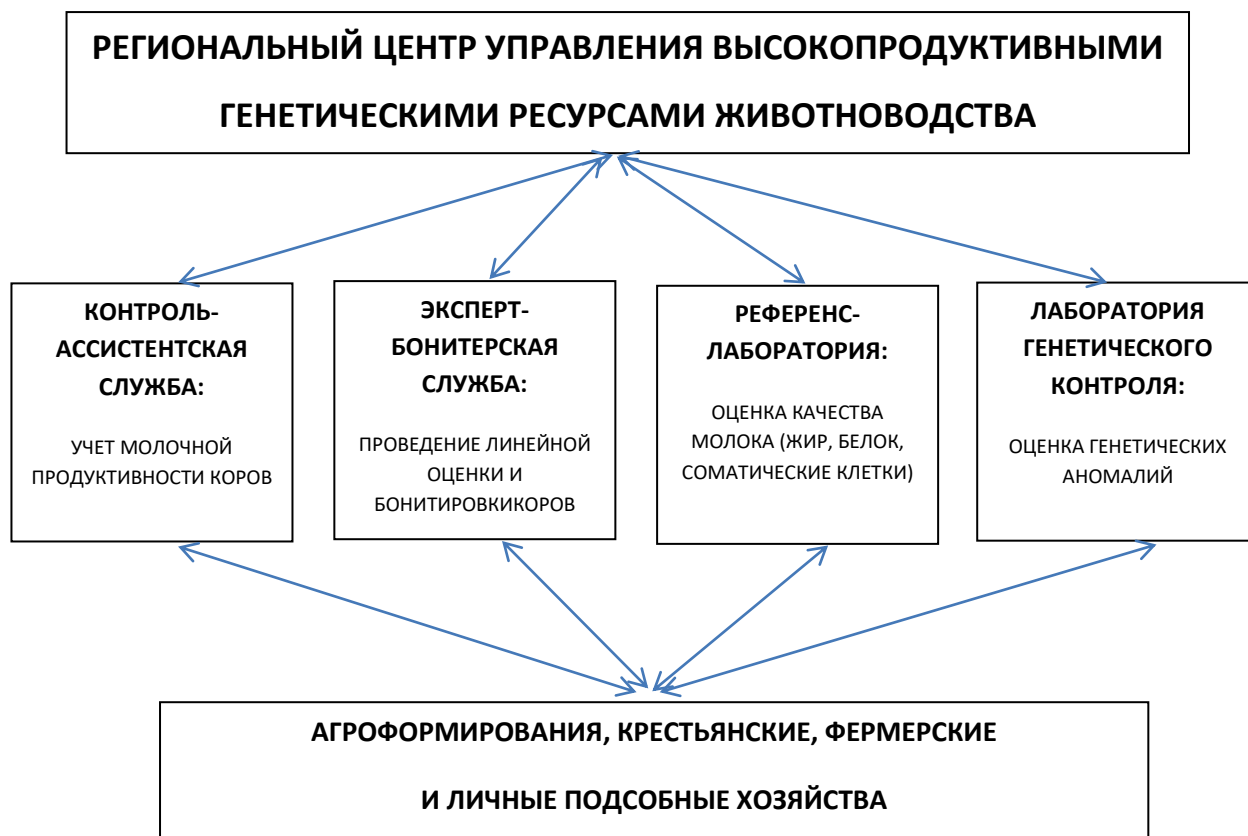 РЕГИОНАЛЬНЫЙ ЦЕНТР УПРАВЛЕНИЯ ВЫСОКОПРОДУКТИВНЫМИ
ГЕНЕТИЧЕСКИМИ РЕСУРСАМИ ЖИВОТНОВОДСТВА
КОНТРОЛЬ-
АССИСТЕНТСКАЯ
СЛУЖБА:
УЧЕТ МОЛОЧНОЙ
ПРОДУКТИВНОСТИ КОРОВ
ЭКСПЕРТ-
БОНИТЕРСКАЯ
СЛУЖБА:
ПРОВЕДЕНИЕ ЛИНЕЙНОЙ
ОЦЕНКИ И
БОНИТИРОВКИКОРОВ
РЕФЕРЕНС-
ЛАБОРАТОРИЯ:
ОЦЕНКА КАЧЕСТВА
МОЛОКА (ЖИР, БЕЛОК,
СОМАТИЧЕСКИЕ КЛЕТКИ)
ЛАБОРАТОРИЯ
ГЕНЕТИЧЕСКОГО
КОНТРОЛЯ:
ОЦЕНКА ГЕНЕТИЧЕСКИХ
АНОМАЛИЙ
АГРОФОРМИРОВАНИЯ, КРЕСТЬЯНСКИЕ, ФЕРМЕРСКИЕ
И ЛИЧНЫЕ ПОДСОБНЫЕ ХОЗЯЙСТВА